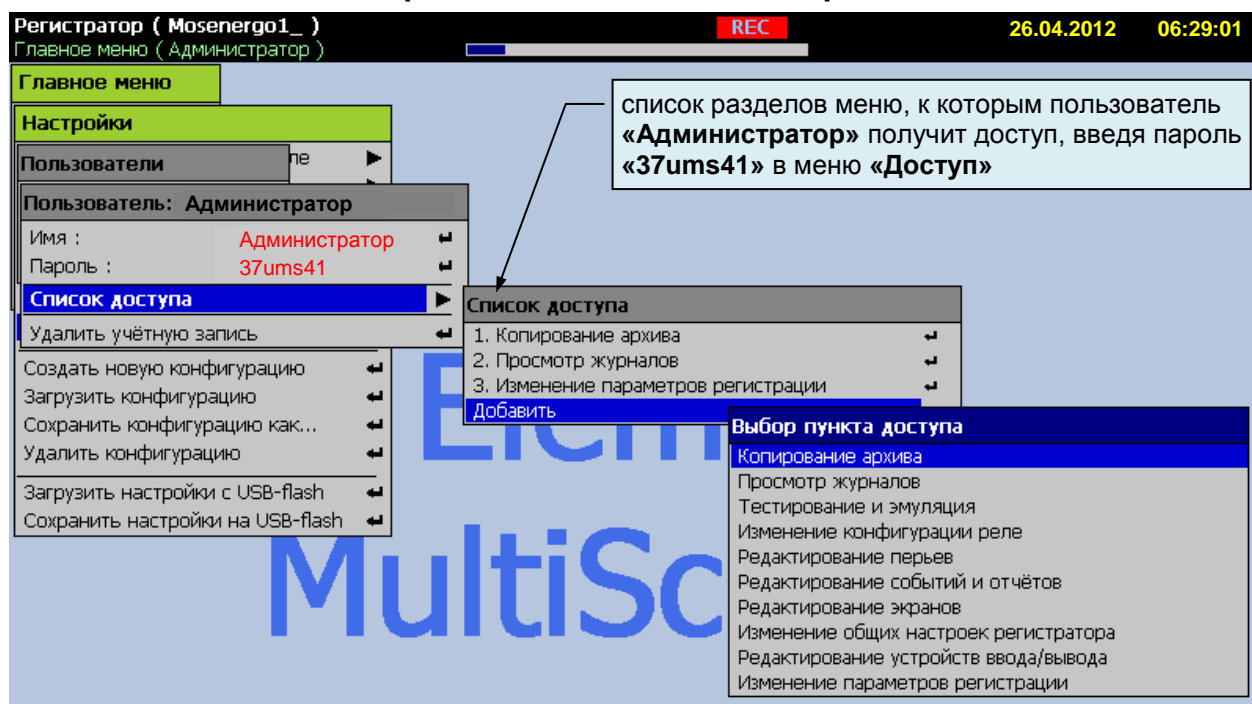 Регистратор ( Mosenergo1_ )
REC
26.04.2012 06:29:01
Главное меню ( Администратор )
Главное меню
Настройки
ле
Пользователи
Пользователь: Администратор
Имя : Администратор
Пароль : 37ums41
Список доступа
Удалить учётную запись
Создать новую конфигурацию
Загрузить конфигурацию
Сохранить конфигурацию как...
Удалить конфигурацию
Загрузить настройки с USB-flash
Сохранить настройки на USB-flash
список разделов меню, к которым пользователь
«Администратор» получит доступ, введя пароль
«37ums41» в меню «Доступ»
Список доступа
1. Копирование архива
2. Просмотр журналов
3. Изменение параметров регистрации
Добавить
Выбор пункта доступа
Копирование архива
Просмотр журналов
Тестирование и эмуляция
Изменение конфигурации реле
Редактирование перьев
Редактирование событий и отчётов
Редактирование экранов
Изменение общих настроек регистратора
Редактирование устройств ввода/вывода
Изменение параметров регистрации
MultiSc